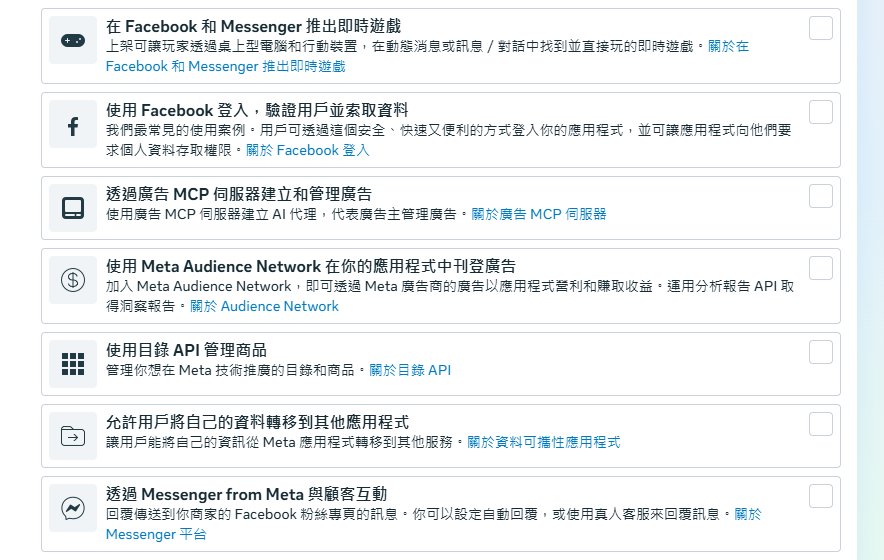 在 Facebook 和 Messenger 推出即時遊戲
上架可讓玩家透過桌上型電腦和行動裝置，在動態消息或訊息 / 對話中找到並直接玩的即時遊戲。關於在
Facebook 和 Messenger 推出即時遊戲
使用 Facebook 登入，驗證用戶並索取資料
我們最常見的使用案例。用戶可透過這個安全、快速又便利的方式登入你的應用程式，並可讓應用程式向他們要
求個人資料存取權限。關於 Facebook 登入
透過廣告 MCP 伺服器建立和管理廣告
使用廣告 MCP 伺服器建立 AI 代理，代表廣告主管理廣告。關於廣告 MCP 伺服器
使用 Meta Audience Network 在你的應用程式中刊登廣告
加入 Meta Audience Network，即可透過 Meta 廣告商的廣告以應用程式營利和賺取收益。運用分析報告 API 取
得洞察報告。關於 Audience Network
使用目錄 API 管理商品
管理你想在 Meta 技術推廣的目錄和商品。關於目錄 API
允許用戶將自己的資料轉移到其他應用程式
讓用戶能將自己的資訊從 Meta 應用程式轉移到其他服務。關於資料可攜性應用程式
透過 Messenger from Meta 與顧客互動
回覆傳送到你商家的 Facebook 粉絲專頁的訊息。你可以設定自動回覆，或使用真人客服來回覆訊息。關於
Messenger 平台